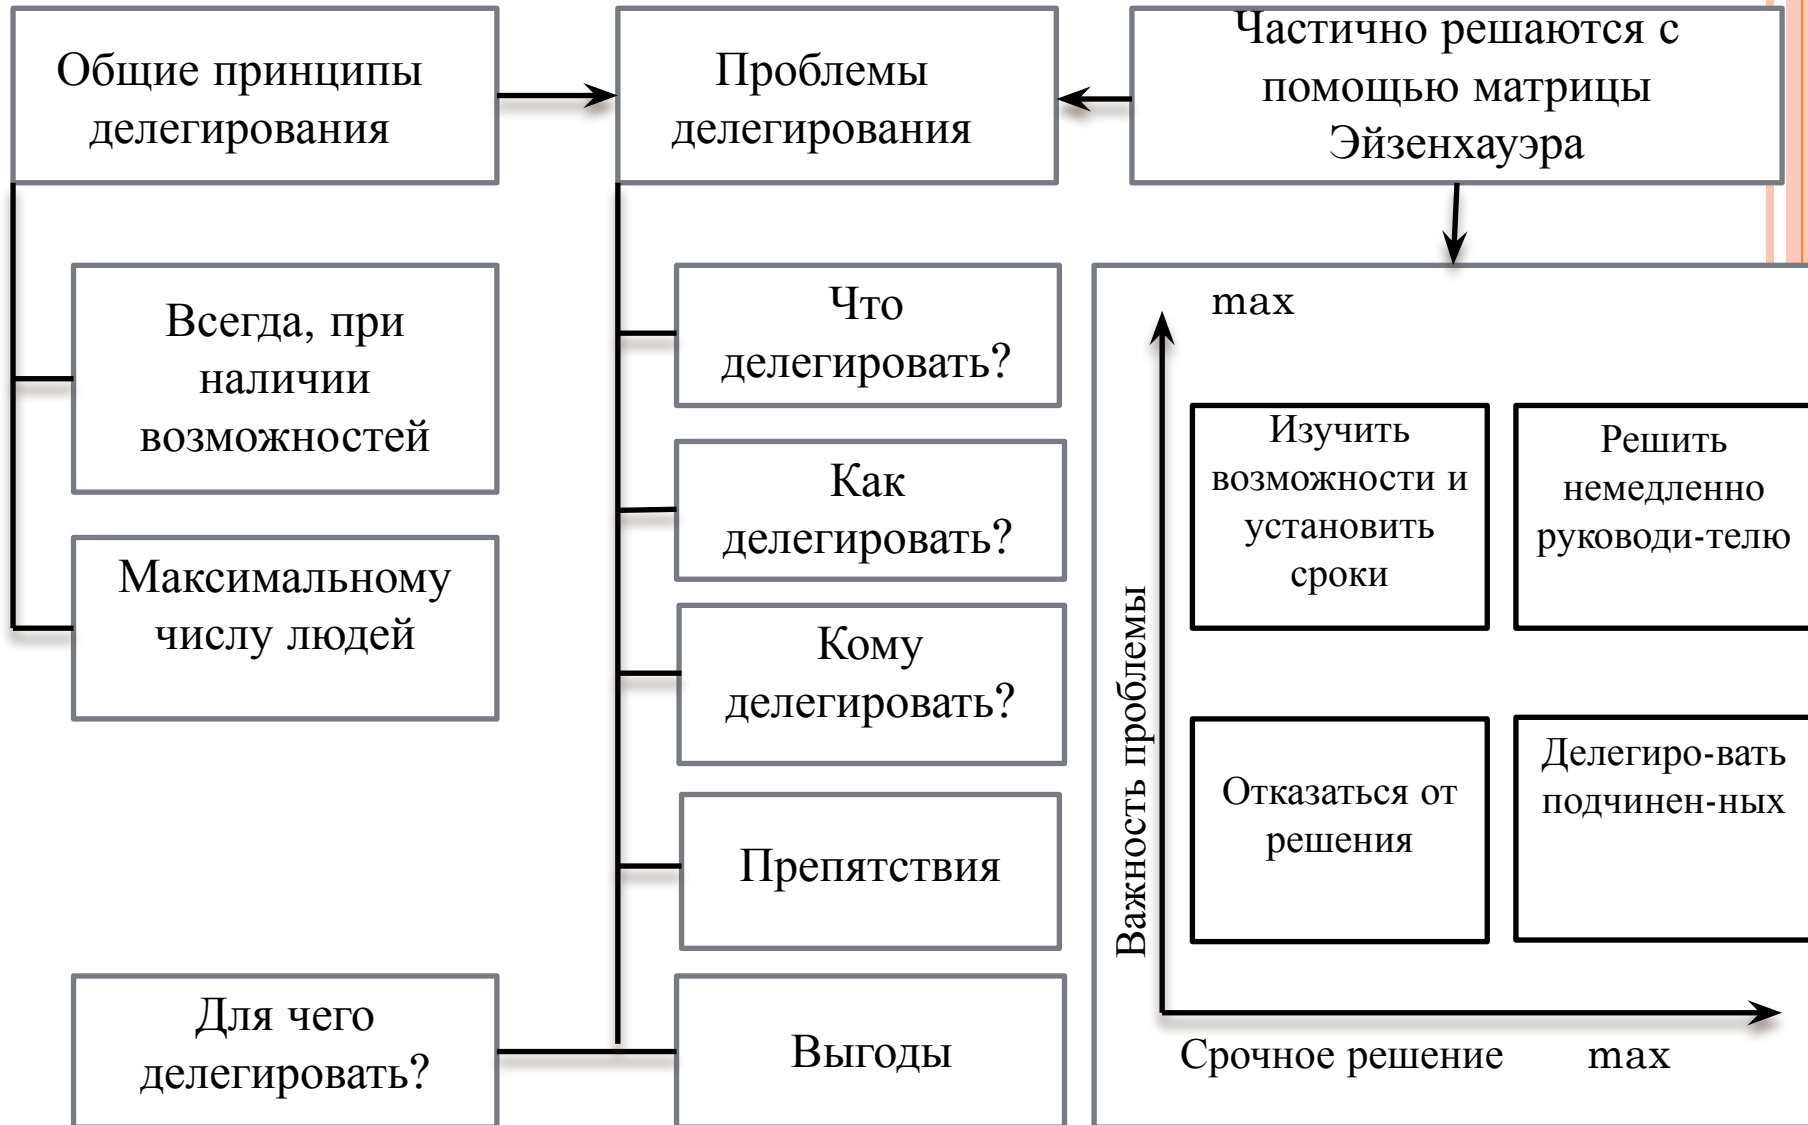 Общие принципы
делегирования
Проблемы
делегирования
Частично решаются с
помощью матрицы
Эйзенхауэра
Всегда, при
наличии
возможностей
Максимальному
числу людей
Для чего
делегировать?
Что
делегировать?
Как
делегировать?
Кому
делегировать?
Препятствия
Выгоды
max
Важность проблемы
Изучить
возможности и
установить
сроки
Решить
немедленно
руководи-телю
Отказаться от
решения
Делегиро-вать
подчинен-ных
Срочное решение max